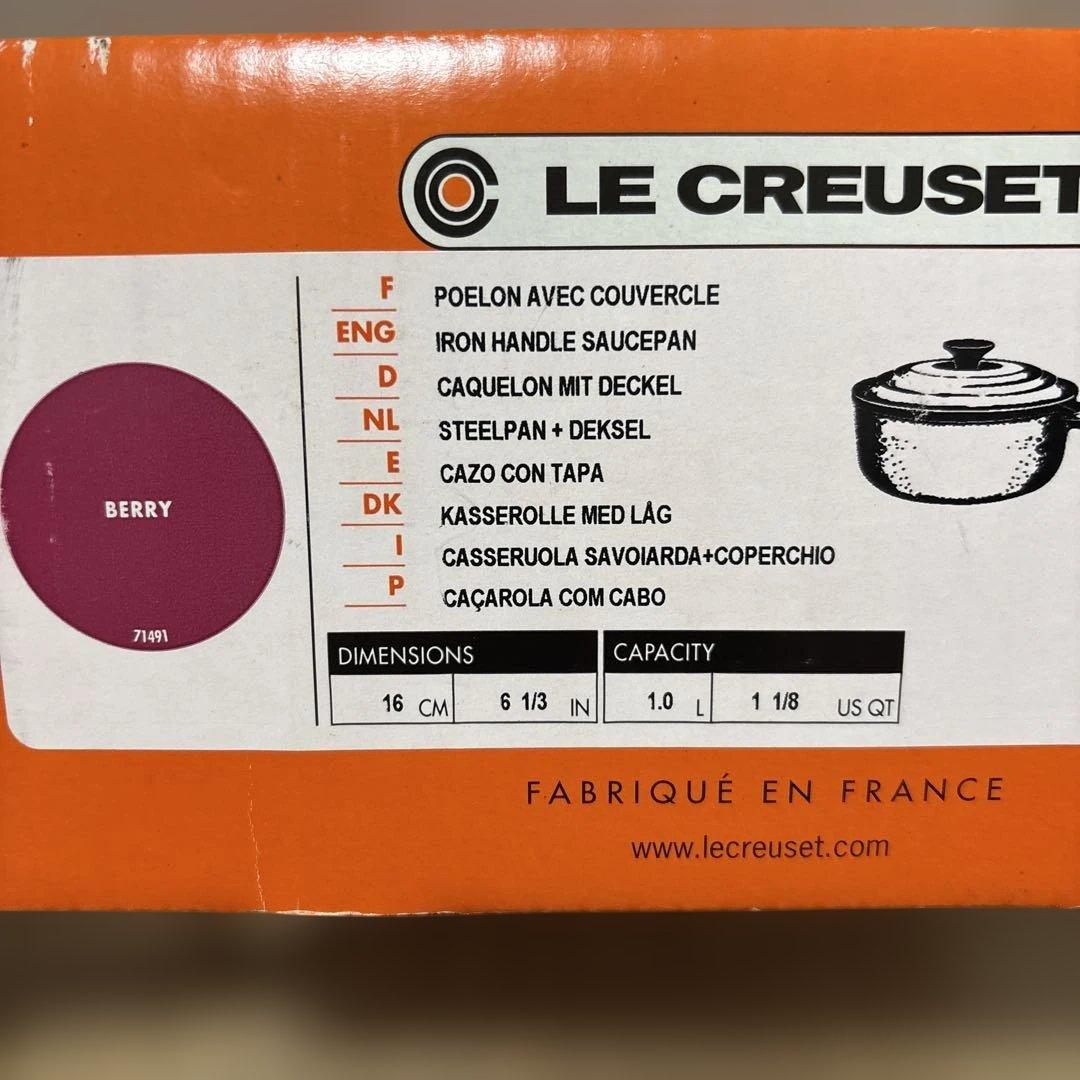 LE CREUSET
F POELON AVEC COUVERCLE
ENG IRON HANDLE SAUCEPAN
D CAQUELON MIT DECKEL
NL STEELPAN + DEKSEL
E CAZO CON TAPA
DK KASSEROLLE MED LÅG
I CASSERUOLA SAVOIARDA+COPERCHIO
P CAÇAROLA COM CABO
BERRY
71491
DIMENSIONS CAPACITY
16 CM 6 1/3 IN 1.0 L 1 1/8 US QT
FABRIQUÉ EN FRANCE
www.lecreuset.com